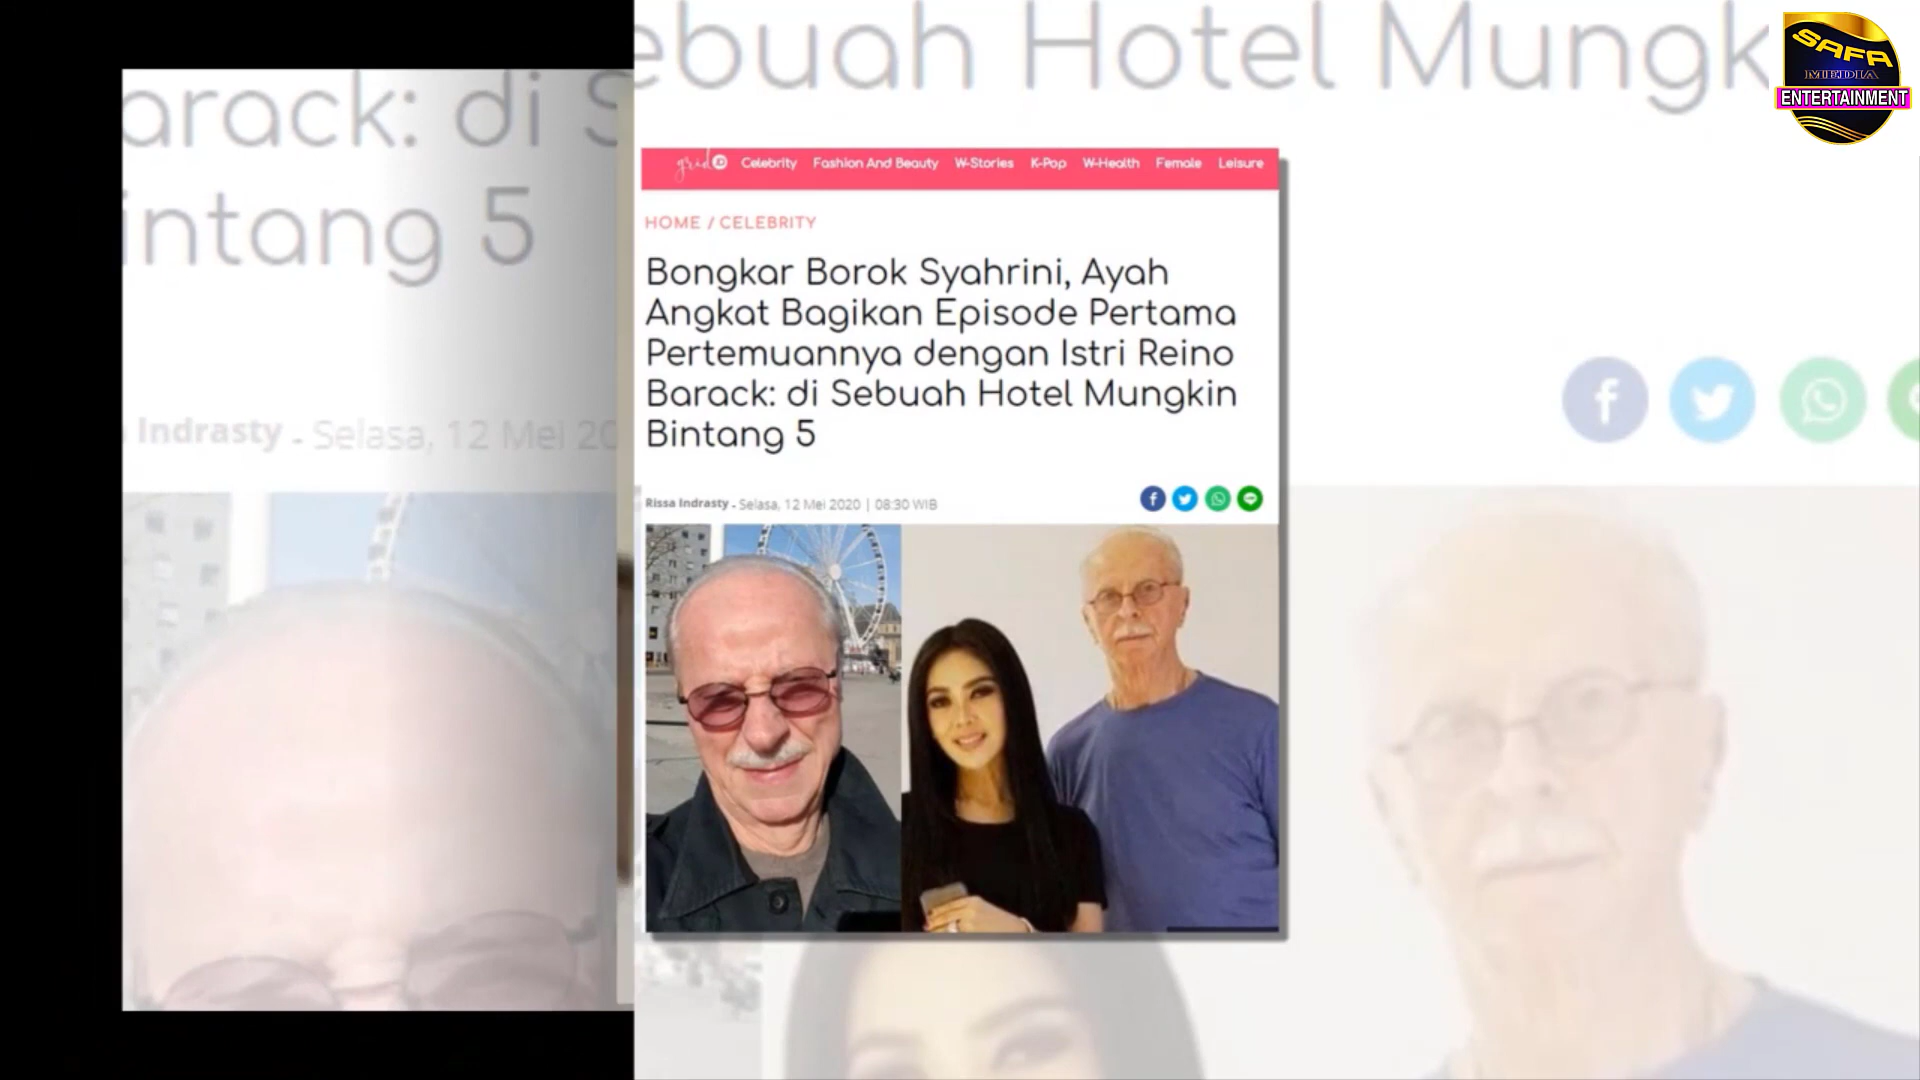 ebuah Hotel Mungk
SAFA
MEDIA
ENTERTAINMENT
arack: di S
intang 5
Indrasty - Selasa, 12 Mei 20
grid.ID Celebrity Fashion And Beauty W-Stories K-Pop W-Health Female Leisure
HOME / CELEBRITY
Bongkar Borok Syahrini, Ayah
Angkat Bagikan Episode Pertama
Pertemuannya dengan Istri Reino
Barack: di Sebuah Hotel Mungkin
Bintang 5
Rissa Indrasty - Selasa, 12 Mei 2020 | 08:30 WIB